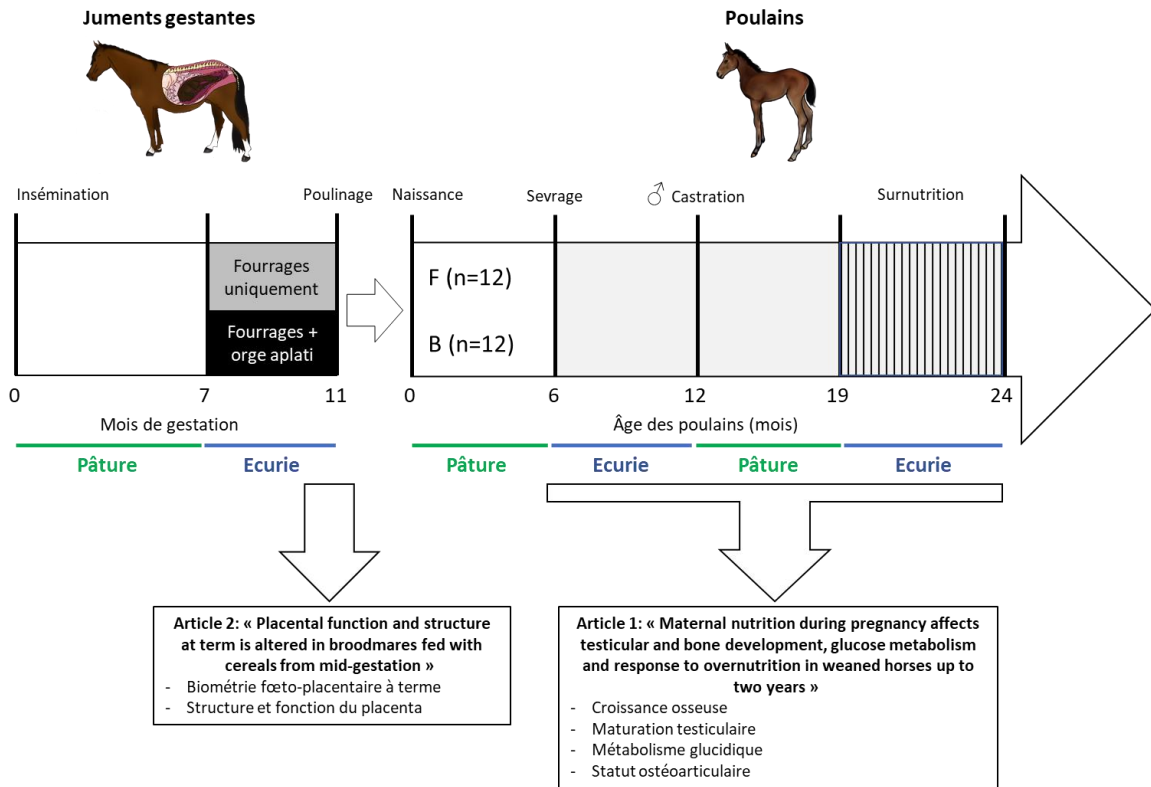 Juments gestantes
Poulains
Insémination
Poulinage
Naissance
Sevrage
♂ Castration
Surnutrition
Fourrages
uniquement
Fourrages +
orge aplati
F (n=12)
B (n=12)
0
7
11
0
6
12
19
24
Mois de gestation
Âge des poulains (mois)
Pâture
Ecurie
Pâture
Ecurie
Pâture
Ecurie
Article 2: « Placental function and structure
at term is altered in broodmares fed with
cereals from mid-gestation »
- Biométrie fœto-placentaire à terme
- Structure et fonction du placenta
Article 1: « Maternal nutrition during pregnancy affects
testicular and bone development, glucose metabolism
and response to overnutrition in weaned horses up to
two years »
- Croissance osseuse
- Maturation testiculaire
- Métabolisme glucidique
- Statut ostéoarticulaire